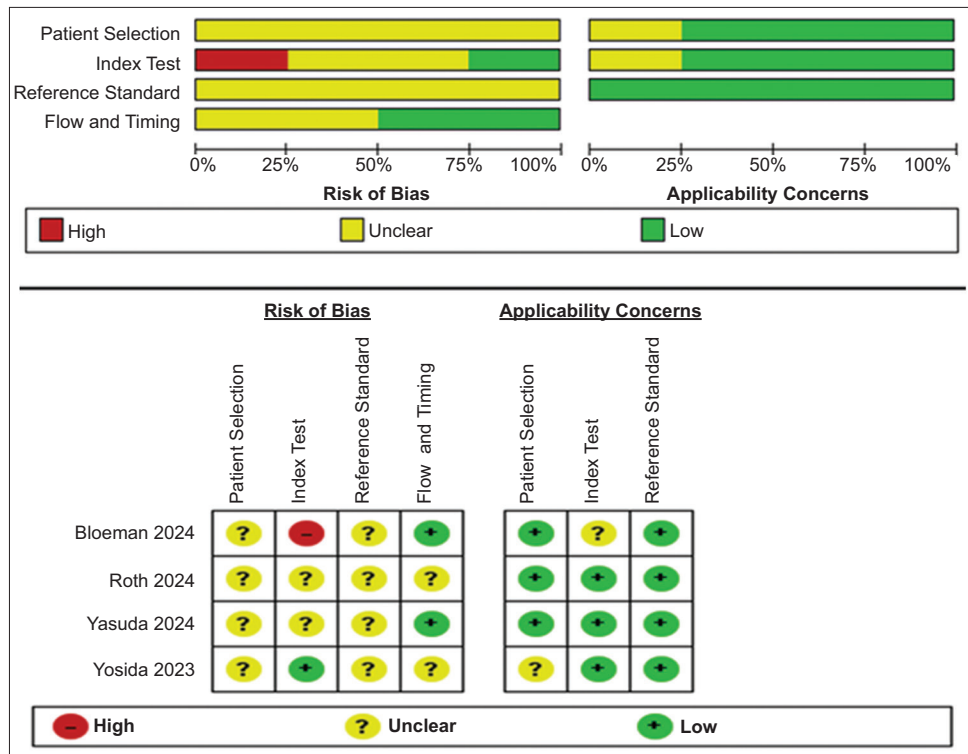 Patient Selection
Index Test
Reference Standard
Flow and Timing
0% 25% 50% 75% 100% 0% 25% 50% 75% 100%
Risk of Bias Applicability Concerns
High Unclear Low
Risk of Bias Applicability Concerns
Patient Selection
Index Test
Reference Standard
Flow and Timing
Patient Selection
Index Test
Reference Standard
Bloeman 2024 ? - ? + + ? +
Roth 2024 ? ? ? ? + + +
Yasuda 2024 ? ? ? + + + +
Yosida 2023 ? + ? ? ? + +
- High ? Unclear + Low